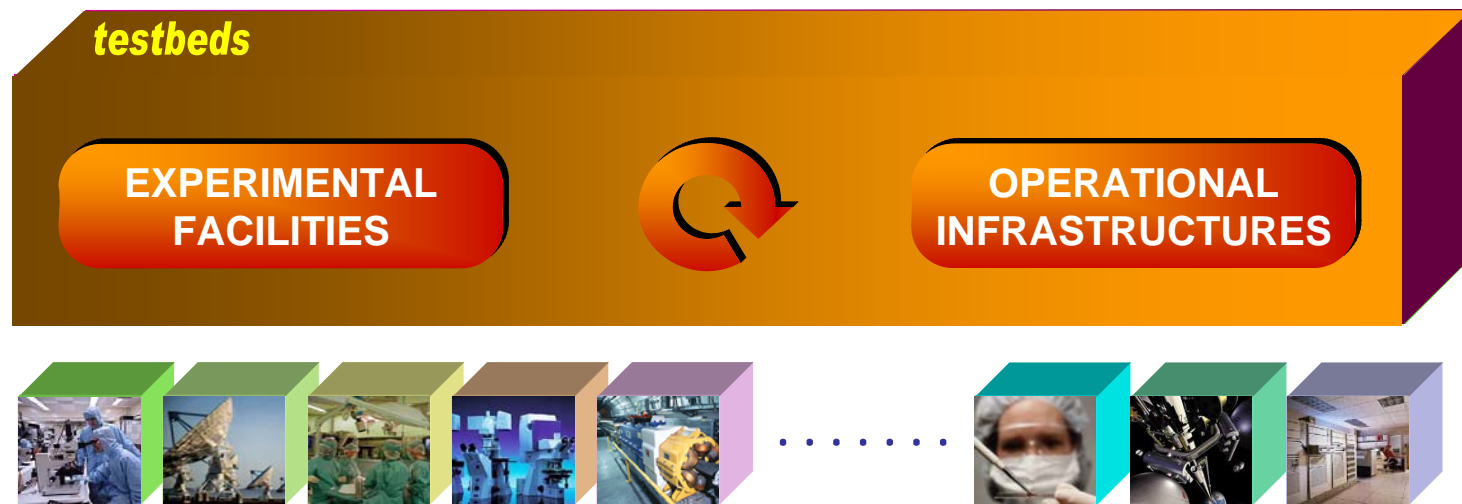 testbeds
EXPERIMENTAL
FACILITIES
OPERATIONAL
INFRASTRUCTURES